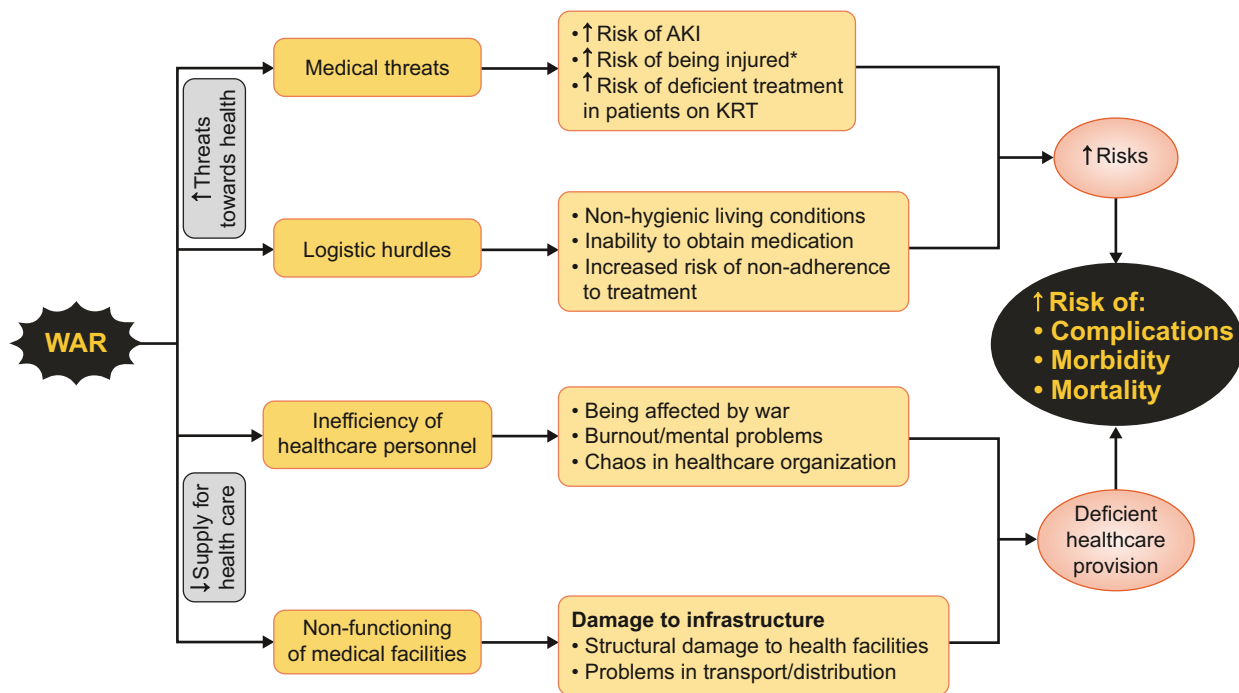 WAR
↑Threats
towards health
↓Supply for
health care
Medical threats
• ↑ Risk of AKI
• ↑ Risk of being injured*
• ↑ Risk of deficient treatment
in patients on KRT
Logistic hurdles
• Non-hygienic living conditions
• Inability to obtain medication
• Increased risk of non-adherence
to treatment
↑ Risks
Inefficiency of
healthcare personnel
• Being affected by war
• Burnout/mental problems
• Chaos in healthcare organization
Non-functioning
of medical facilities
Damage to infrastructure
• Structural damage to health facilities
• Problems in transport/distribution
Deficient
healthcare
provision
↑ Risk of:
• Complications
• Morbidity
• Mortality